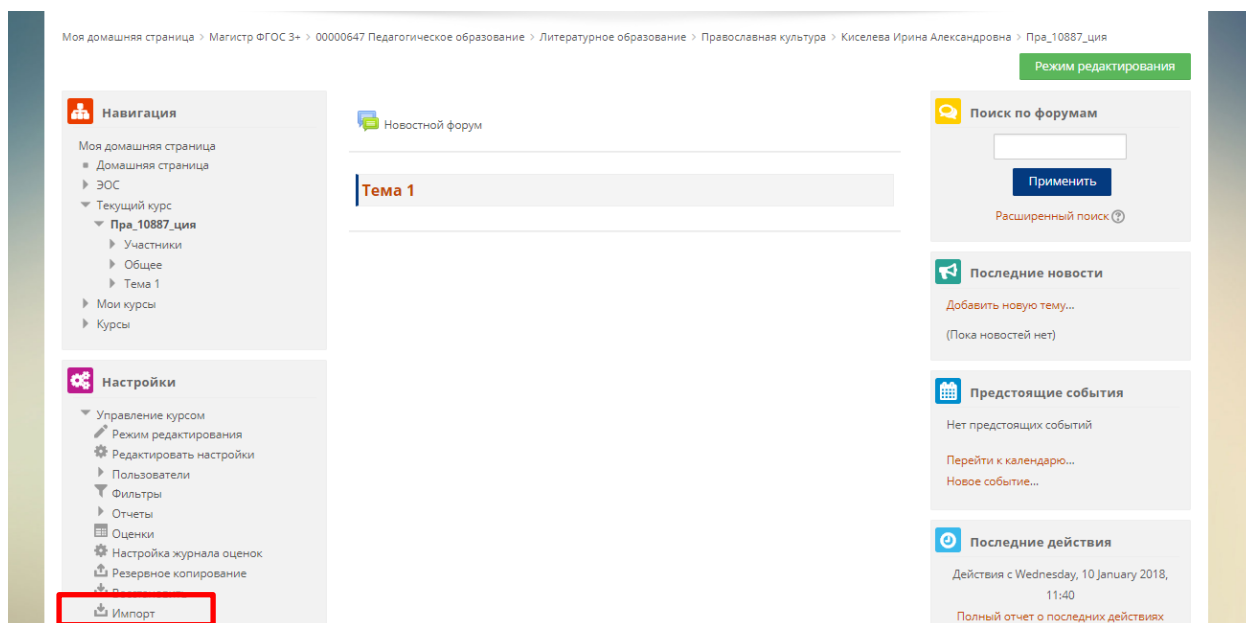 Моя домашняя страница > Магистр ФГОС 3+ > 00000647 Педагогическое образование > Литературное образование > Православная культура > Киселева Ирина Александровна > Пра_10887_ция
Режим редактирования
Навигация
Моя домашняя страница
Домашняя страница
ЭОС
Текущий курс
Пра_10887_ция
Участники
Общее
Тема 1
Мои курсы
Курсы
Настройки
Управление курсом
Режим редактирования
Редактировать настройки
Пользователи
Фильтры
Отчеты
Оценки
Настройка журнала оценок
Резервное копирование
Восстановить
Импорт
Новостной форум
Тема 1
Поиск по форумам
Применить
Расширенный поиск
Последние новости
Добавить новую тему...
(Пока новостей нет)
Предстоящие события
Нет предстоящих событий
Перейти к календарю...
Новое событие...
Последние действия
Действия с Wednesday, 10 January 2018,
11:40
Полный отчет о последних действиях